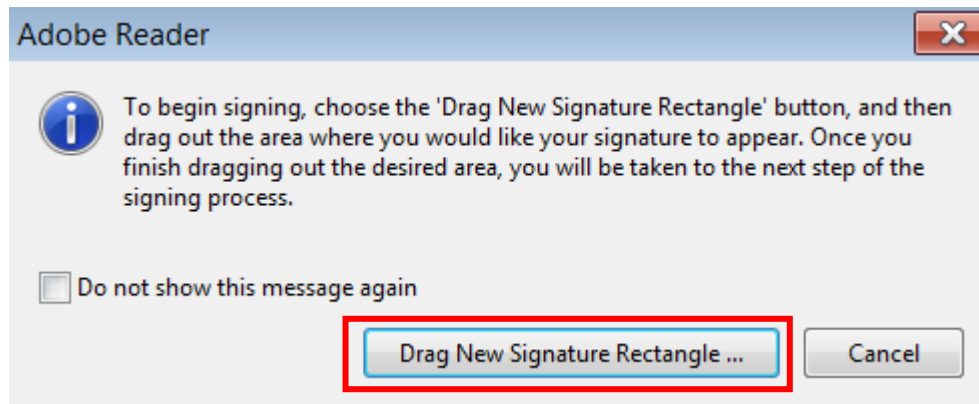 Adobe Reader
To begin signing, choose the 'Drag New Signature Rectangle' button, and then
drag out the area where you would like your signature to appear. Once you
finish dragging out the desired area, you will be taken to the next step of the
signing process.
Do not show this message again
Drag New Signature Rectangle ...
Cancel